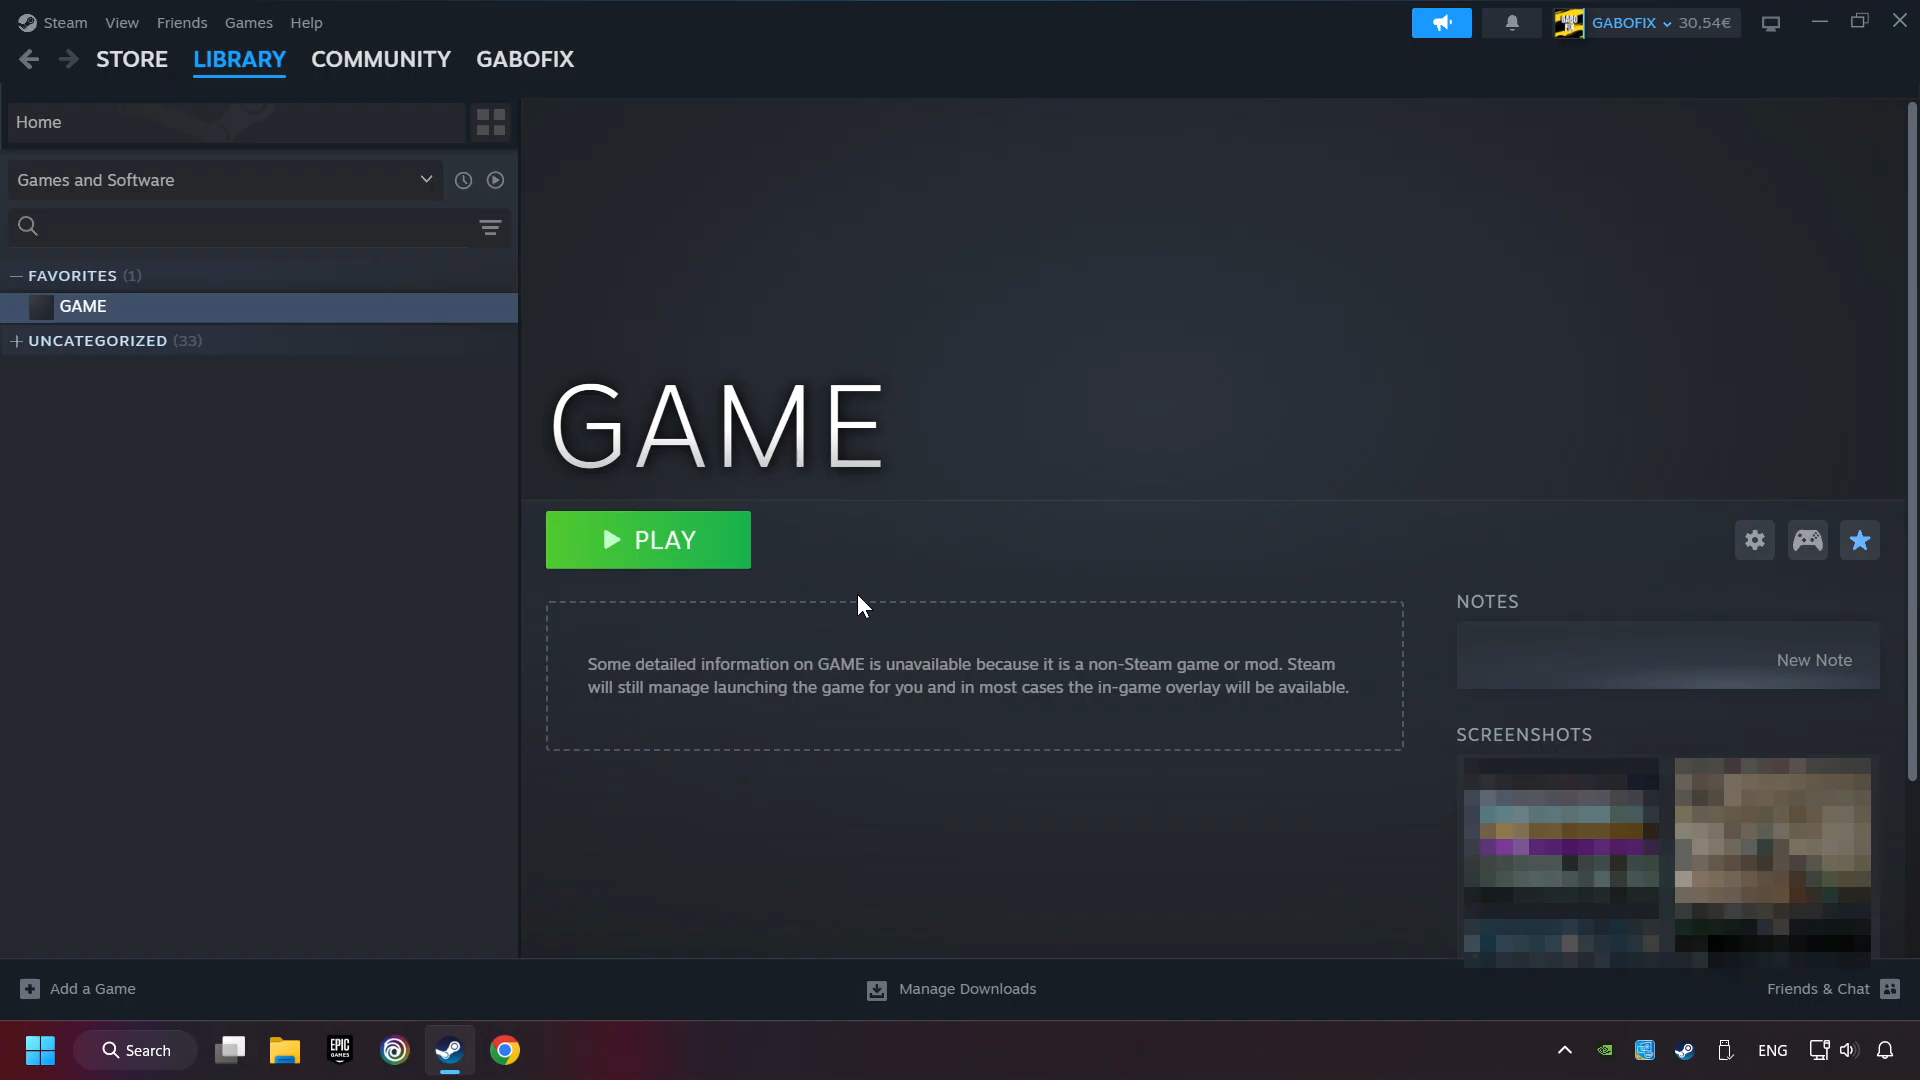 Steam View Friends Games Help
GABOFIX 30,54€
STORE LIBRARY COMMUNITY GABOFIX
Home
Games and Software
FAVORITES (1)
GAME
UNCATEGORIZED (33)
GAME
PLAY
Some detailed information on GAME is unavailable because it is a non-Steam game or mod. Steam
will still manage launching the game for you and in most cases the in-game overlay will be available.
NOTES
New Note
SCREENSHOTS
Add a Game
Manage Downloads
Friends & Chat
Search
EPIC
GAMES
ENG